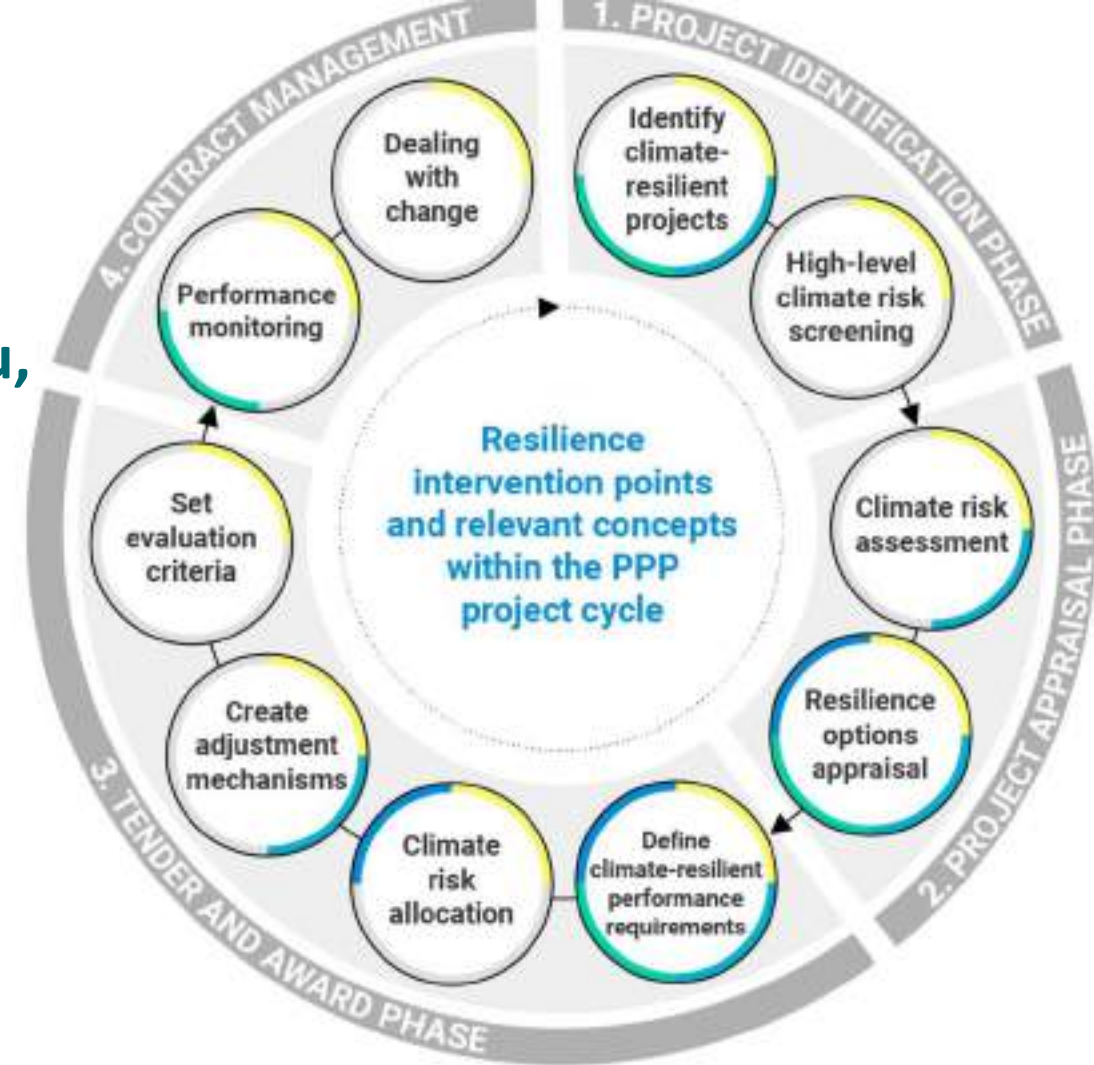 1. PROJECT IDENTIFICATION PHASE
Identify
climate-
resilient
projects
High-level
climate risk
screening
2. PROJECT APPRAISAL PHASE
Climate risk
assessment
Resilience
options
appraisal
3. TENDER AND AWARD PHASE
Define
climate-resilient
performance
requirements
Climate
risk
allocation
Create
adjustment
mechanisms
Set
evaluation
criteria
4. CONTRACT MANAGEMENT
Performance
monitoring
Dealing
with
change
Resilience
intervention points
and relevant concepts
within the PPP
project cycle